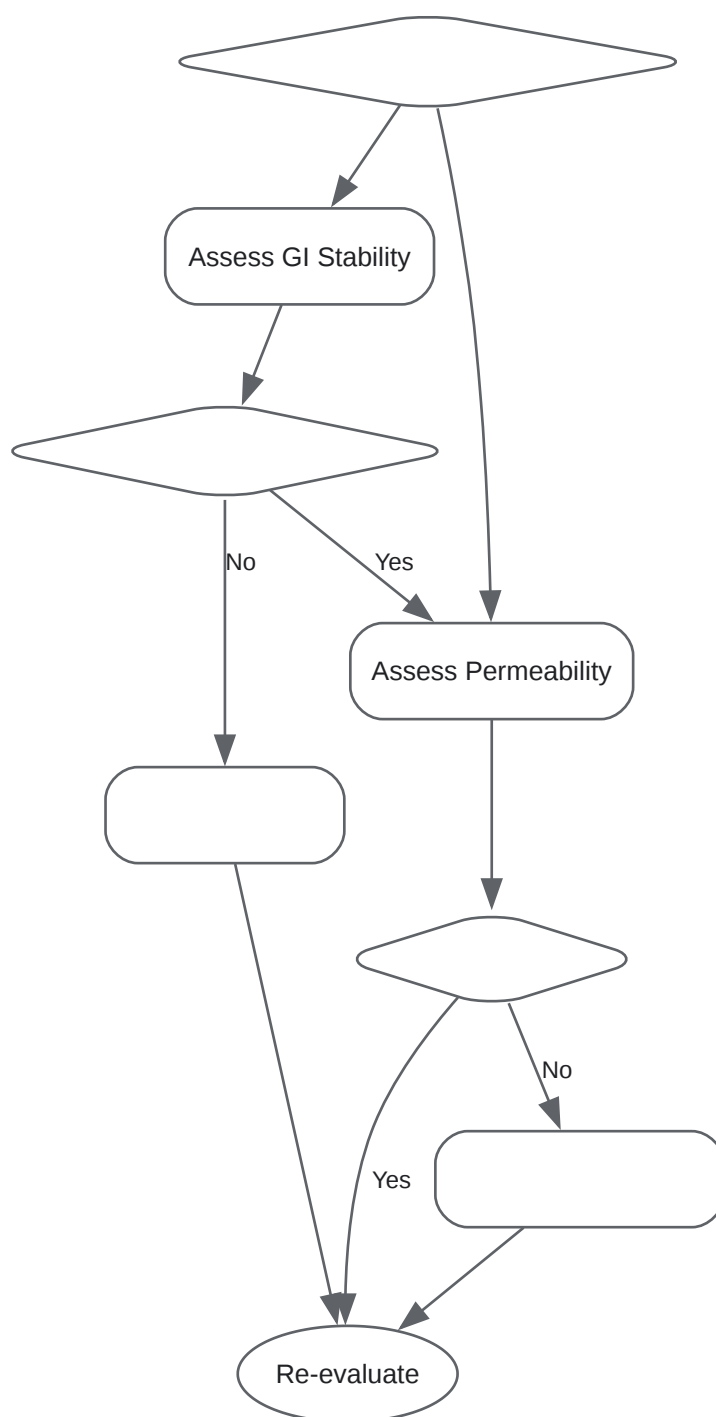 Assess GI Stability
No
Yes
Assess Permeability
No
Yes
Re-evaluate